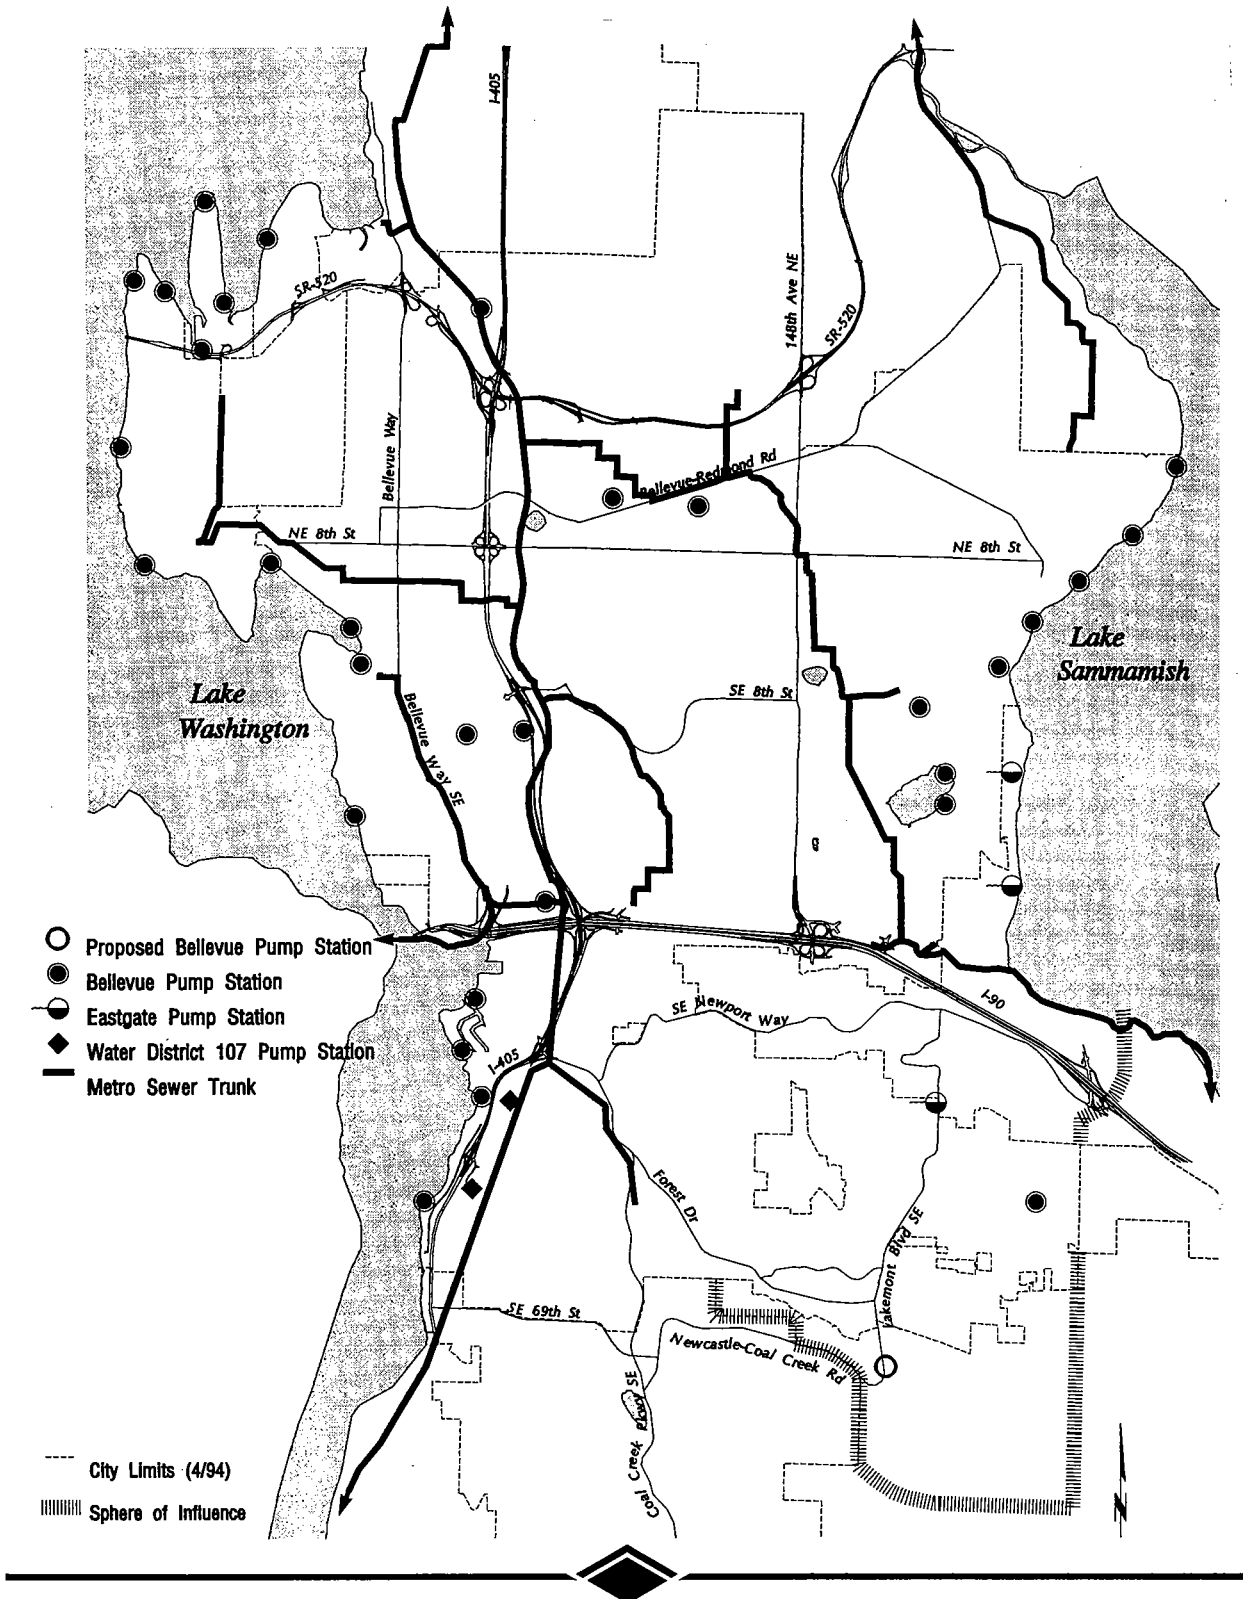 I-405
SR-520
148th Ave NE
SR-520
Bellevue Way
Bellevue-Redmond Rd
NE 8th St
NE 8th St
Lake
Sammamish
Lake
Washington
SE 8th St
Bellevue Way SE
Proposed Bellevue Pump Station
Bellevue Pump Station
Eastgate Pump Station
Water District 107 Pump Station
Metro Sewer Trunk
I-90
SE Newport Way
I-405
Forest Dr
Lakemont Blvd SE
SE 69th St
Newcastle-Coal Creek Rd
Coal Creek Pkwy SE
City Limits (4/94)
Sphere of Influence
N